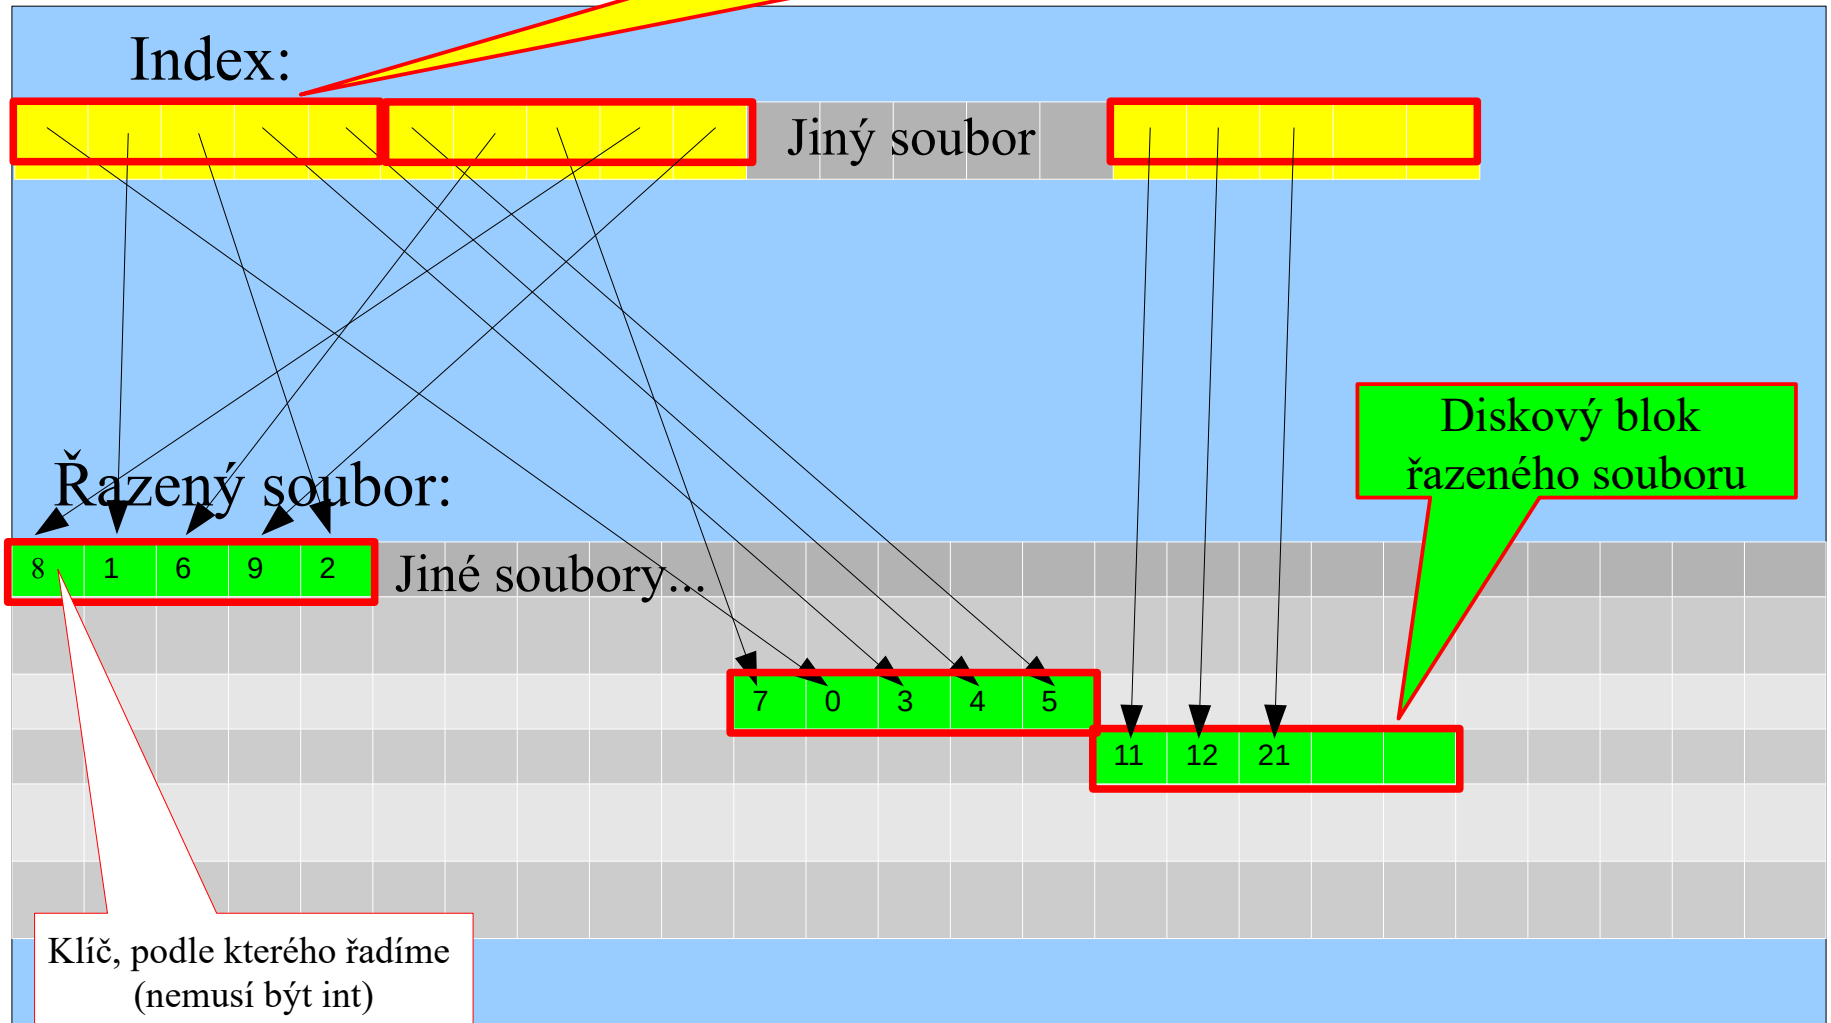 Index:
Jiný soubor
Diskový blok
řazeného souboru
Řazený soubor:
8 1 6 9 2
Jiné soubory...
7 0 3 4 5
11 12 21
Klíč, podle kterého řadíme
(nemusí být int)